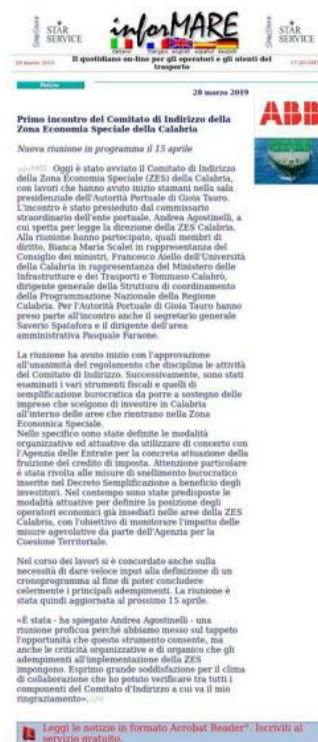 STAR
SERVICE
inforMARE
STAR
SERVICE
italiano français english español deutsch
29 marzo 2019
Il quotidiano on-line per gli operatori e gli utenti del
trasporto
28 marzo 2019
ABB
Primo incontro del Comitato di Indirizzo della
Zona Economia Speciale della Calabria
Nuova riunione in programma il 15 aprile
Oggi è stato avviato il Comitato di Indirizzo
della Zona Economia Speciale (ZES) della Calabria,
con lavori che hanno avuto inizio stamani nella sala
presidenziale dell'Autorità Portuale di Gioia Tauro.
L'incontro è stato presieduto dal commissario
straordinario dell'ente portuale, Andrea Agostinelli, a
cui spetta per legge la direzione della ZES Calabria.
Alla riunione hanno partecipato, quali membri di
diritto, Bianca Maria Scalet in rappresentanza del
Consiglio dei ministri, Francesco Aiello dell'Università
della Calabria in rappresentanza del Ministero delle
Infrastrutture e dei Trasporti e Tommaso Calabrò,
dirigente generale della Struttura di coordinamento
della Programmazione Nazionale della Regione
Calabria. Per l'Autorità Portuale di Gioia Tauro hanno
preso parte all'incontro anche il segretario generale
Saverio Spatafora e il dirigente dell'area
amministrativa Pasquale Faraone.
La riunione ha avuto inizio con l'approvazione
all'unanimità del regolamento che disciplina le attività
del Comitato di Indirizzo. Successivamente, sono stati
esaminati i vari strumenti fiscali e quelli di
semplificazione burocratica da porre a sostegno delle
imprese che scelgono di investire in Calabria
all'interno delle aree che rientrano nella Zona
Economica Speciale.
Nello specifico sono state definite le modalità
organizzative ed attuative da utilizzare di concerto con
l'Agenzia delle Entrate per la concreta attuazione della
fruizione del credito di imposta. Attenzione particolare
è stata rivolta alle misure di snellimento burocratico
inserite nel Decreto Semplificazione a beneficio degli
investitori. Nel contempo sono state predisposte le
modalità attuative per definire la posizione degli
operatori economici già insediati nelle aree della ZES
Calabria, con l'obiettivo di monitorare l'impatto delle
misure agevolative da parte dell'Agenzia per la
Coesione Territoriale.
Nel corso dei lavori si è concordato anche sulla
necessità di dare veloce input alla definizione di un
cronoprogramma al fine di poter concludere
celermente i principali adempimenti. La riunione è
stata quindi aggiornata al prossimo 15 aprile.
«È stata - ha spiegato Andrea Agostinelli - una
riunione proficua perché abbiamo messo sul tappeto
l'opportunità che questo strumento consente, ma
anche le criticità organizzative e di organico che gli
adempimenti all'implementazione della ZES
impongono. Esprimo grande soddisfazione per il clima
di collaborazione che ho potuto verificare tra tutti i
componenti del Comitato d'Indirizzo a cui va il mio
ringraziamento».
Leggi le notizie in formato Acrobat Reader®. Iscriviti al
servizio gratuito.